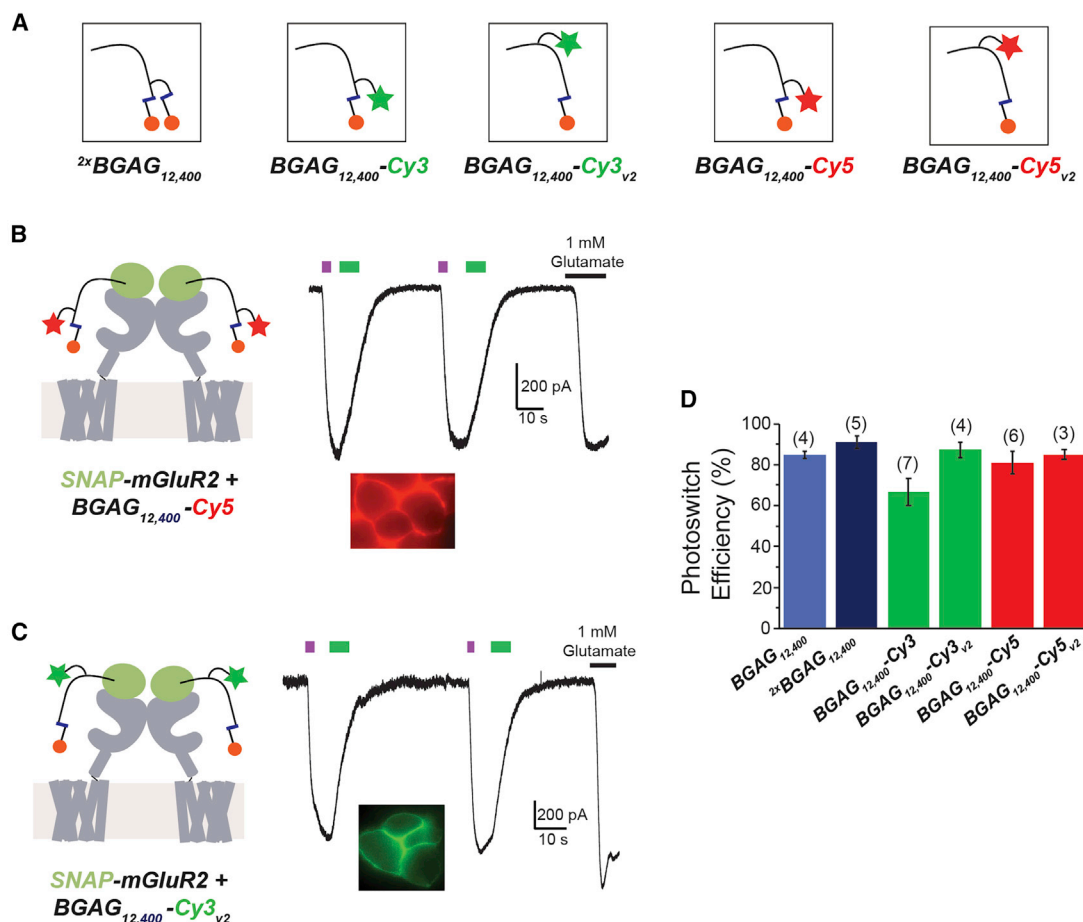 A
2xBGAG12,400
BGAG12,400-Cy3
BGAG12,400-Cy3v2
BGAG12,400-Cy5
BGAG12,400-Cy5v2
B
1 mM
Glutamate
200 pA
10 s
SNAP-mGluR2 +
BGAG12,400-Cy5
C
1 mM
Glutamate
200 pA
10 s
SNAP-mGluR2 +
BGAG12,400-Cy3v2
D
Photoswitch
Efficiency (%)
100
80
60
40
20
0
(4)
(5)
(7)
(4)
(6)
(3)
BGAG12,400
2xBGAG12,400
BGAG12,400-Cy3
BGAG12,400-Cy3v2
BGAG12,400-Cy5
BGAG12,400-Cy5v2